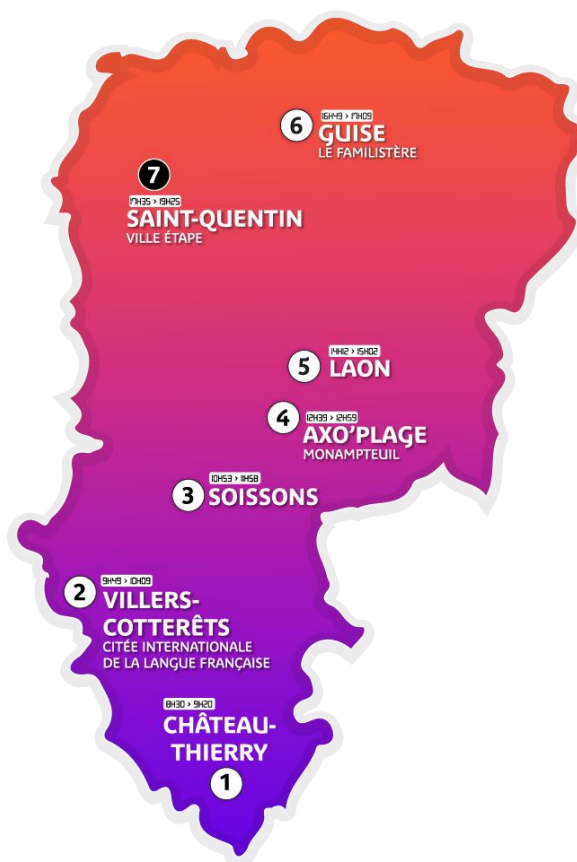 6
16H49 > 17H09
GUISE
LE FAMILISTÈRE
7
17H35 > 19H25
SAINT-QUENTIN
VILLE ÉTAPE
5
14H12 > 15H02
LAON
4
12H39 > 12H59
AXO'PLAGE
MONAMPTEUIL
3
10H53 > 11H58
SOISSONS
2
9H49 > 10H09
VILLERS-
COTTERÊTS
CITÉE INTERNATIONALE
DE LA LANGUE FRANÇAISE
8H30 > 9H20
CHÂTEAU-
THIERRY
1